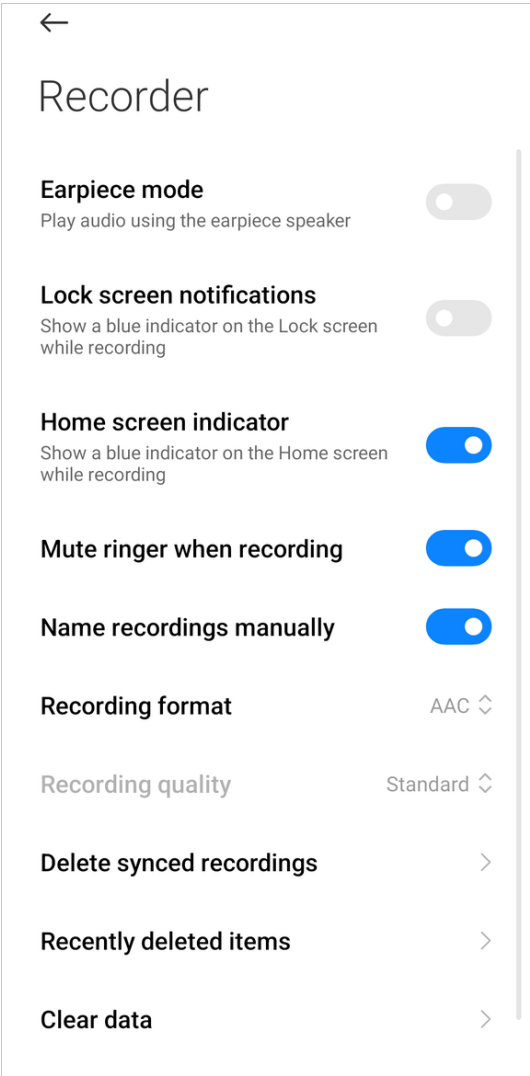 Recorder
Earpiece mode
Play audio using the earpiece speaker
Lock screen notifications
Show a blue indicator on the Lock screen
while recording
Home screen indicator
Show a blue indicator on the Home screen
while recording
Mute ringer when recording
Name recordings manually
Recording format
AAC
Recording quality
Standard
Delete synced recordings
Recently deleted items
Clear data